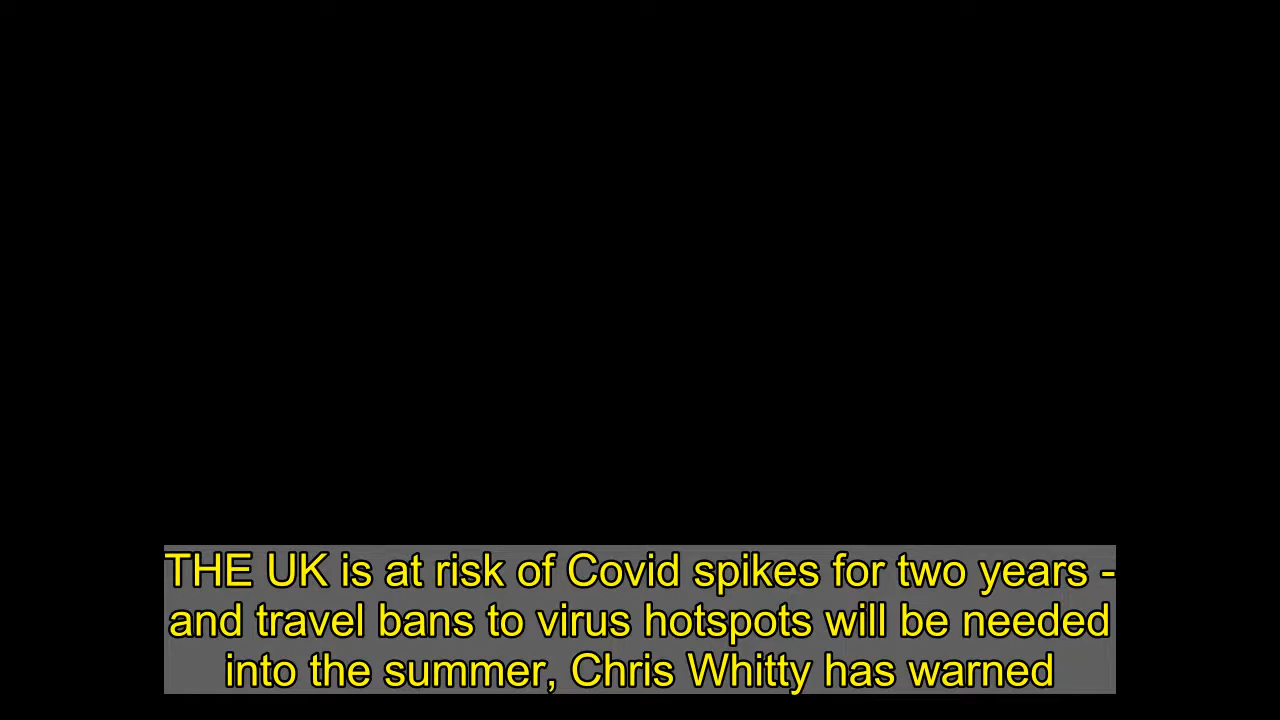 THE UK is at risk of Covid spikes for two years -
and travel bans to virus hotspots will be needed
into the summer, Chris Whitty has warned